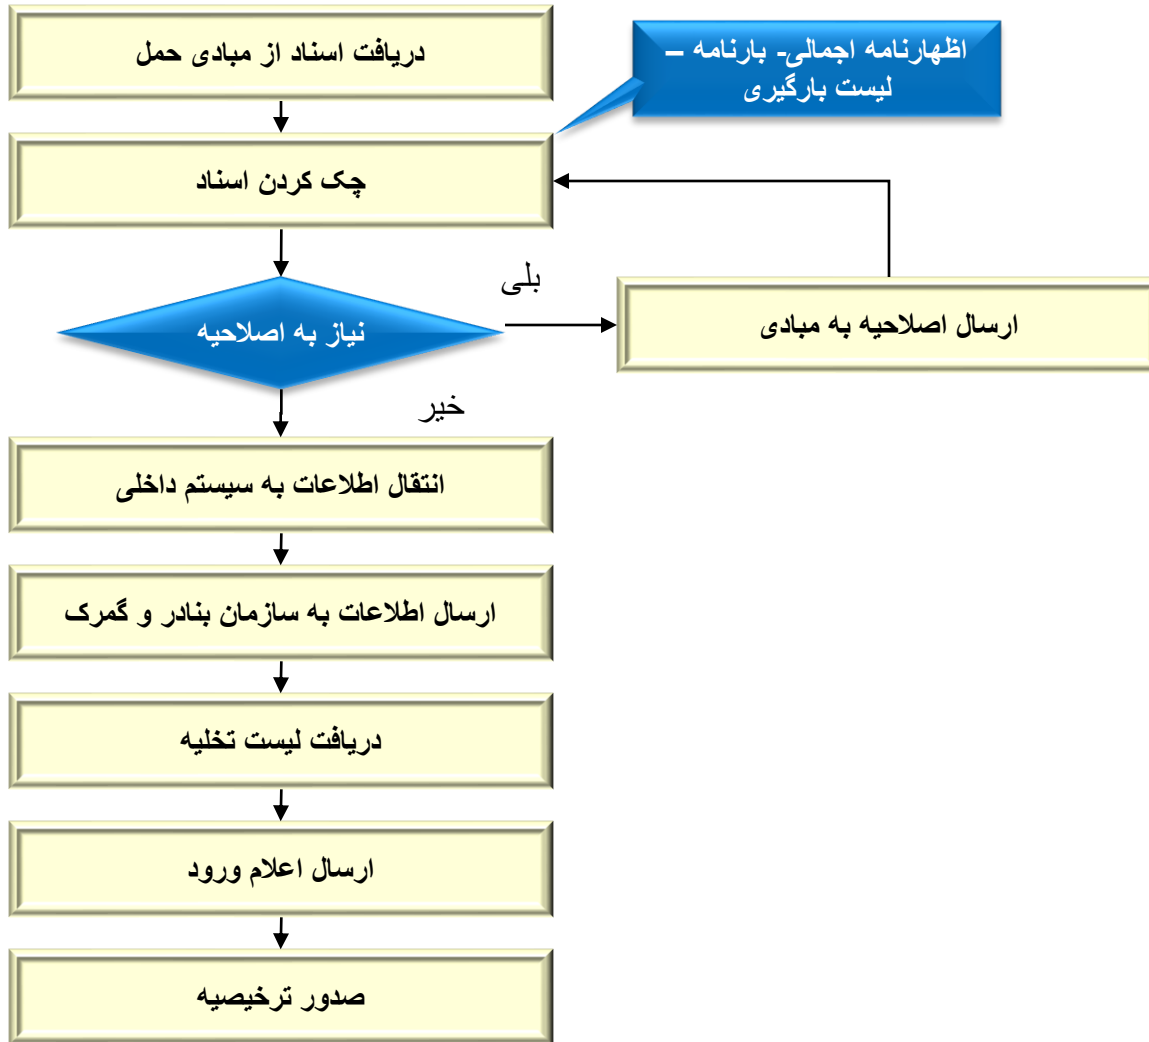 دریافت اسناد از مبادی حمل
اظهارنامه اجمالی- بارنامه –
لیست بارگیری
چک کردن اسناد
بلی
نیاز به اصلاحیه
ارسال اصلاحیه به مبادی
خیر
انتقال اطلاعات به سیستم داخلی
ارسال اطلاعات به سازمان بنادر و گمرک
دریافت لیست تخلیه
ارسال اعلام ورود
صدور ترخیصیه